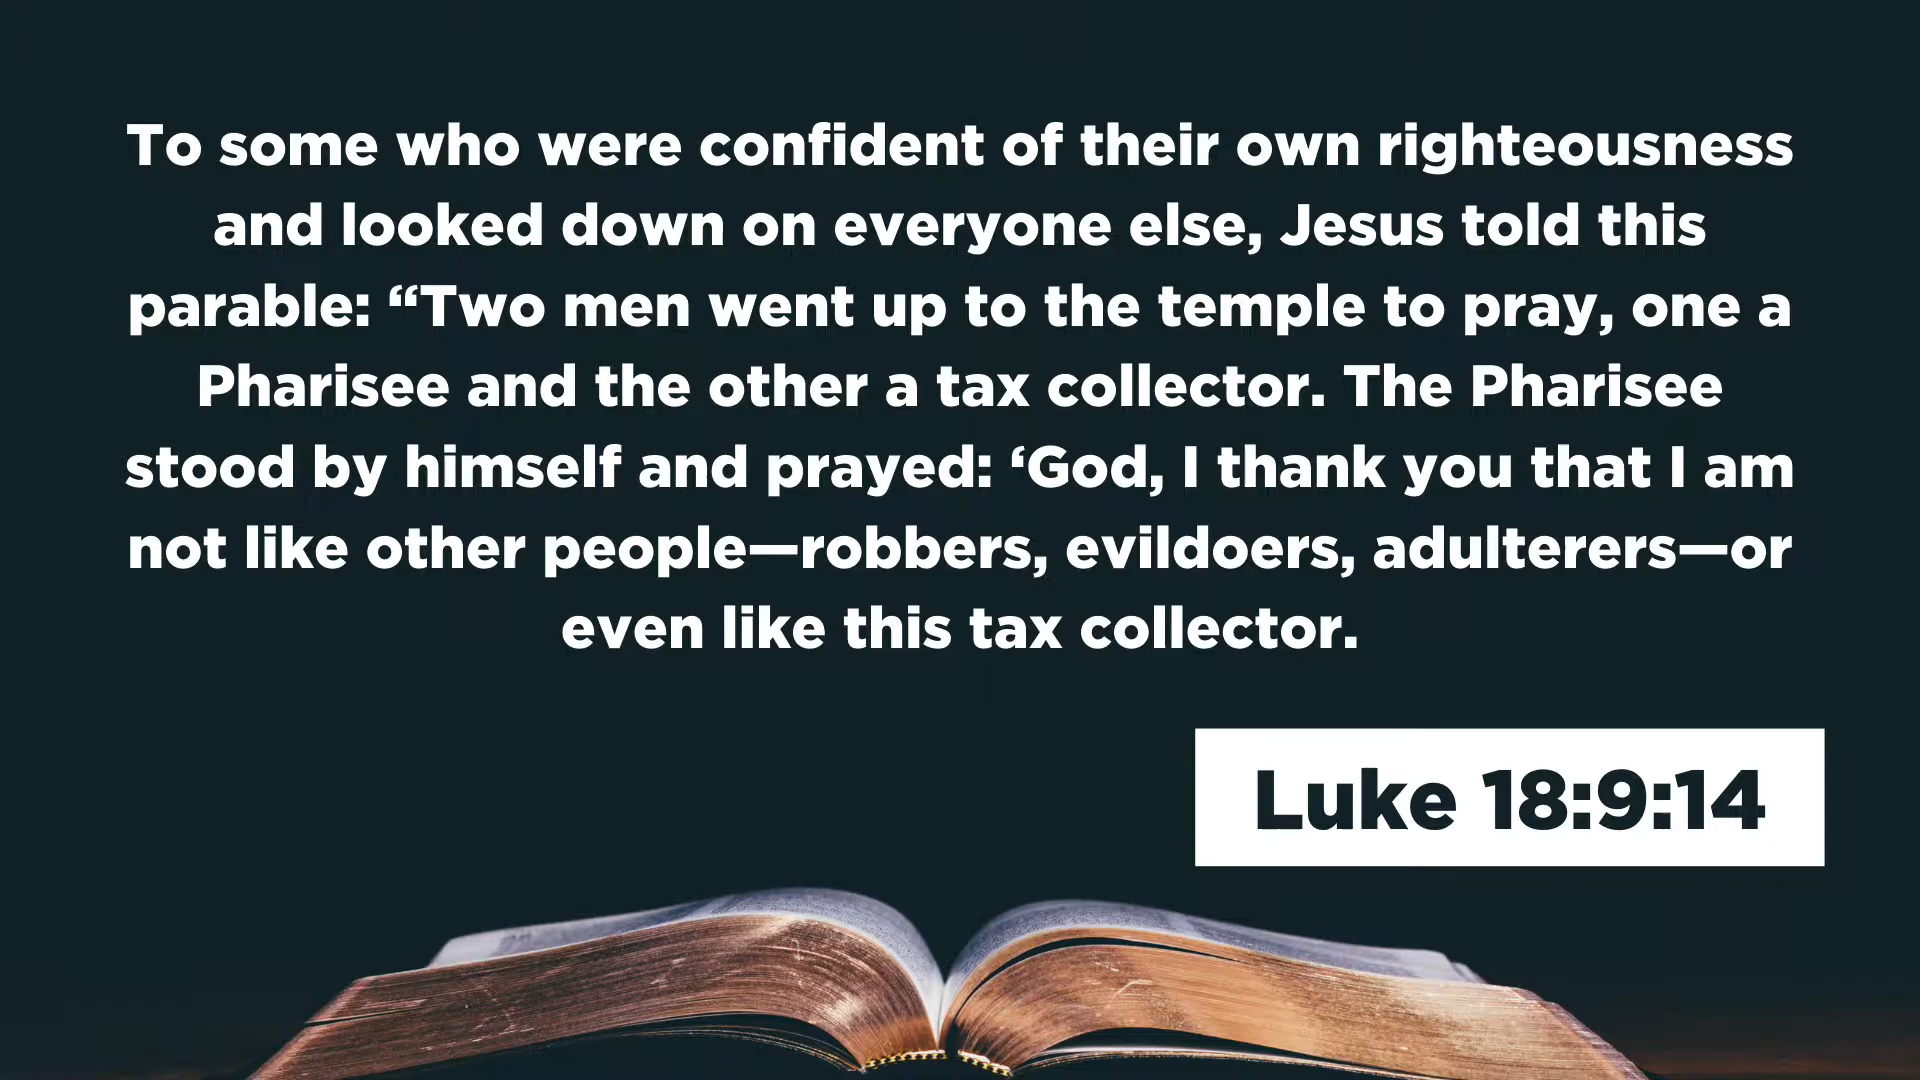 To some who were confident of their own righteousness
and looked down on everyone else, Jesus told this
parable: “Two men went up to the temple to pray, one a
Pharisee and the other a tax collector. The Pharisee
stood by himself and prayed: ‘God, I thank you that I am
not like other people—robbers, evildoers, adulterers—or
even like this tax collector.
Luke 18:9:14